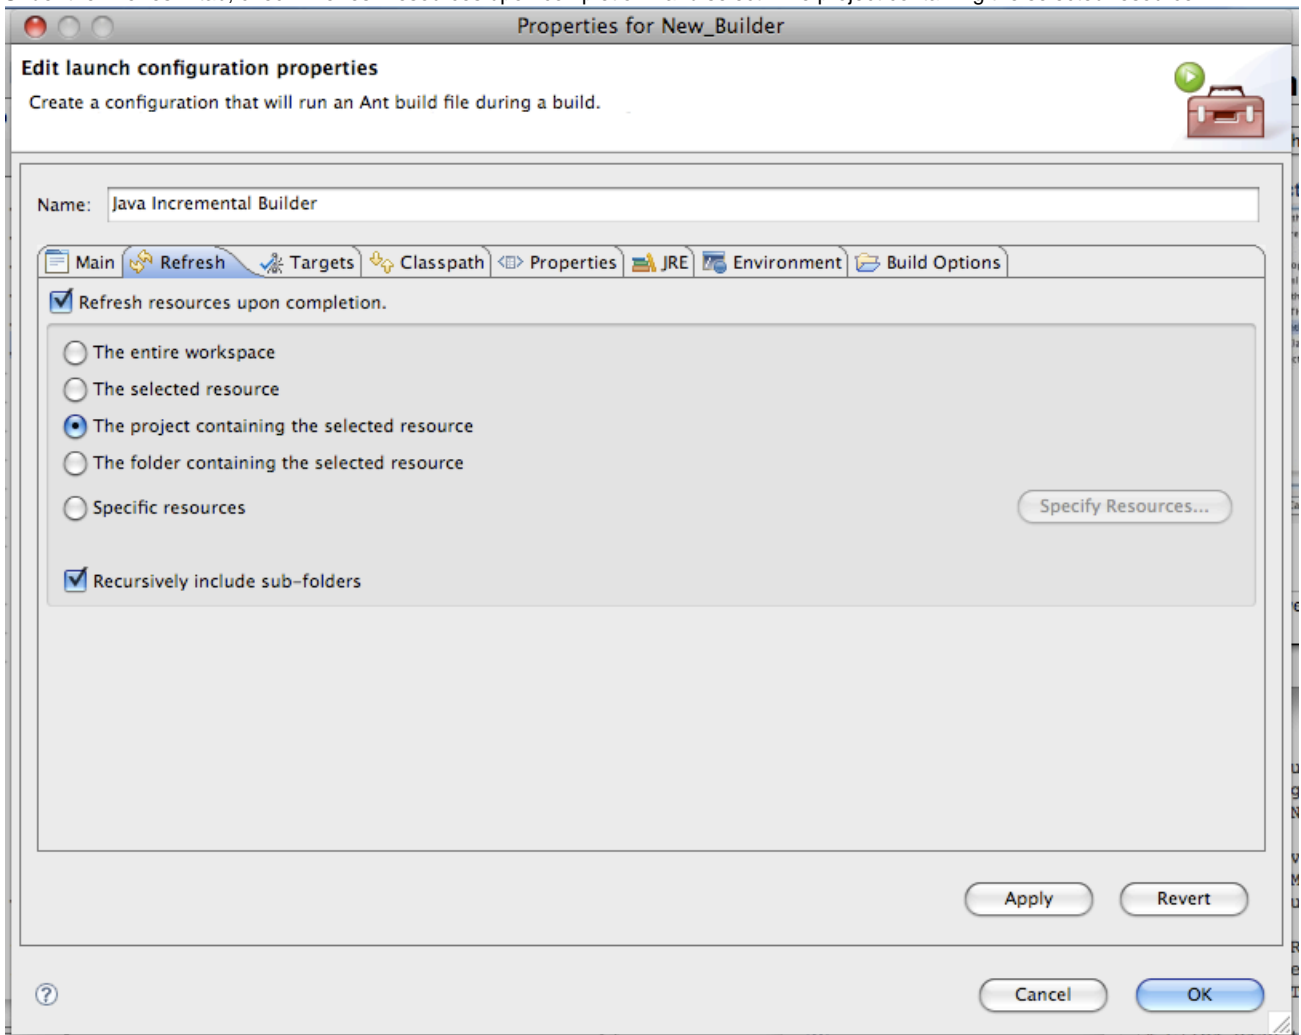 Properties for New_Builder
Edit launch configuration properties
Create a configuration that will run an Ant build file during a build.
Name: Java Incremental Builder
Main Refresh Targets Classpath Properties JRE Environment Build Options
Refresh resources upon completion.
The entire workspace
The selected resource
The project containing the selected resource
The folder containing the selected resource
Specific resources Specify Resources...
Recursively include sub-folders
Apply Revert
Cancel OK